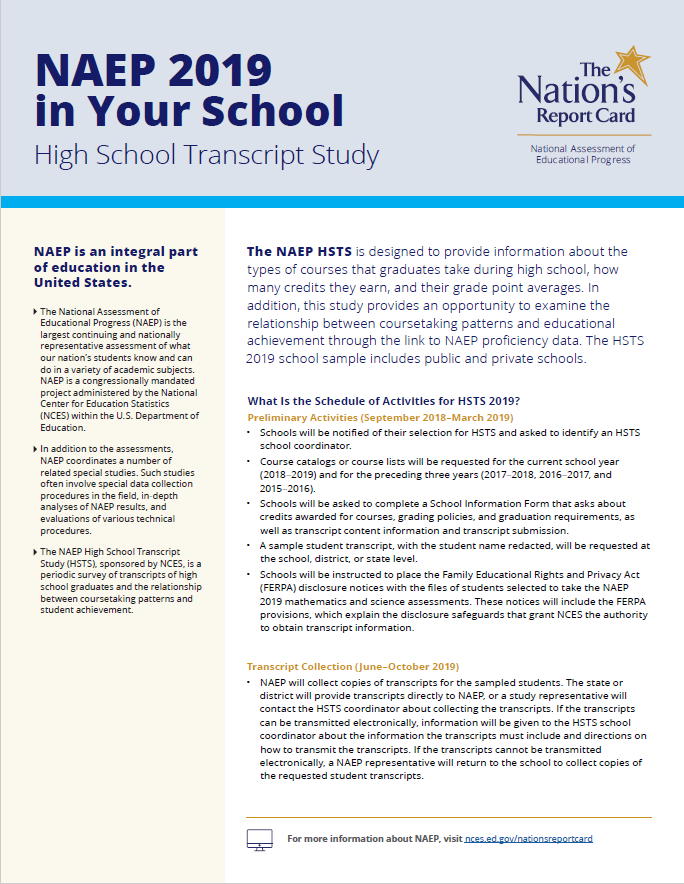 NAEP 2019
in Your School
High School Transcript Study
The
Nation's
Report Card
National Assessment of
Educational Progress
NAEP is an integral part
of education in the
United States.
The National Assessment of
Educational Progress (NAEP) is the
largest continuing and nationally
representative assessment of what
our nation's students know and can
do in a variety of academic subjects.
NAEP is a congressionally mandated
project administered by the National
Center for Education Statistics
(NCES) within the U.S. Department of
Education.
In addition to the assessments,
NAEP coordinates a number of
related special studies. Such studies
often involve special data collection
procedures in the field, in-depth
analyses of NAEP results, and
evaluations of various technical
procedures.
The NAEP High School Transcript
Study (HSTS), sponsored by NCES, is a
periodic survey of transcripts of high
school graduates and the relationship
between coursetaking patterns and
student achievement.
The NAEP HSTS is designed to provide information about the
types of courses that graduates take during high school, how
many credits they earn, and their grade point averages. In
addition, this study provides an opportunity to examine the
relationship between coursetaking patterns and educational
achievement through the link to NAEP proficiency data. The HSTS
2019 school sample includes public and private schools.
What Is the Schedule of Activities for HSTS 2019?
Preliminary Activities (September 2018–March 2019)
• Schools will be notified of their selection for HSTS and asked to identify an HSTS
school coordinator.
• Course catalogs or course lists will be requested for the current school year
(2018–2019) and for the preceding three years (2017–2018, 2016–2017, and
2015–2016).
• Schools will be asked to complete a School Information Form that asks about
credits awarded for courses, grading policies, and graduation requirements, as
well as transcript content information and transcript submission.
• A sample student transcript, with the student name redacted, will be requested at
the school, district, or state level.
• Schools will be instructed to place the Family Educational Rights and Privacy Act
(FERPA) disclosure notices with the files of students selected to take the NAEP
2019 mathematics and science assessments. These notices will include the FERPA
provisions, which explain the disclosure safeguards that grant NCES the authority
to obtain transcript information.
Transcript Collection (June–October 2019)
• NAEP will collect copies of transcripts for the sampled students. The state or
district will provide transcripts directly to NAEP, or a study representative will
contact the HSTS coordinator about collecting the transcripts. If the transcripts
can be transmitted electronically, information will be given to the HSTS school
coordinator about the information the transcripts must include and directions on
how to transmit the transcripts. If the transcripts cannot be transmitted
electronically, a NAEP representative will return to the school to collect copies of
the requested student transcripts.
For more information about NAEP, visit nces.ed.gov/nationsreportcard